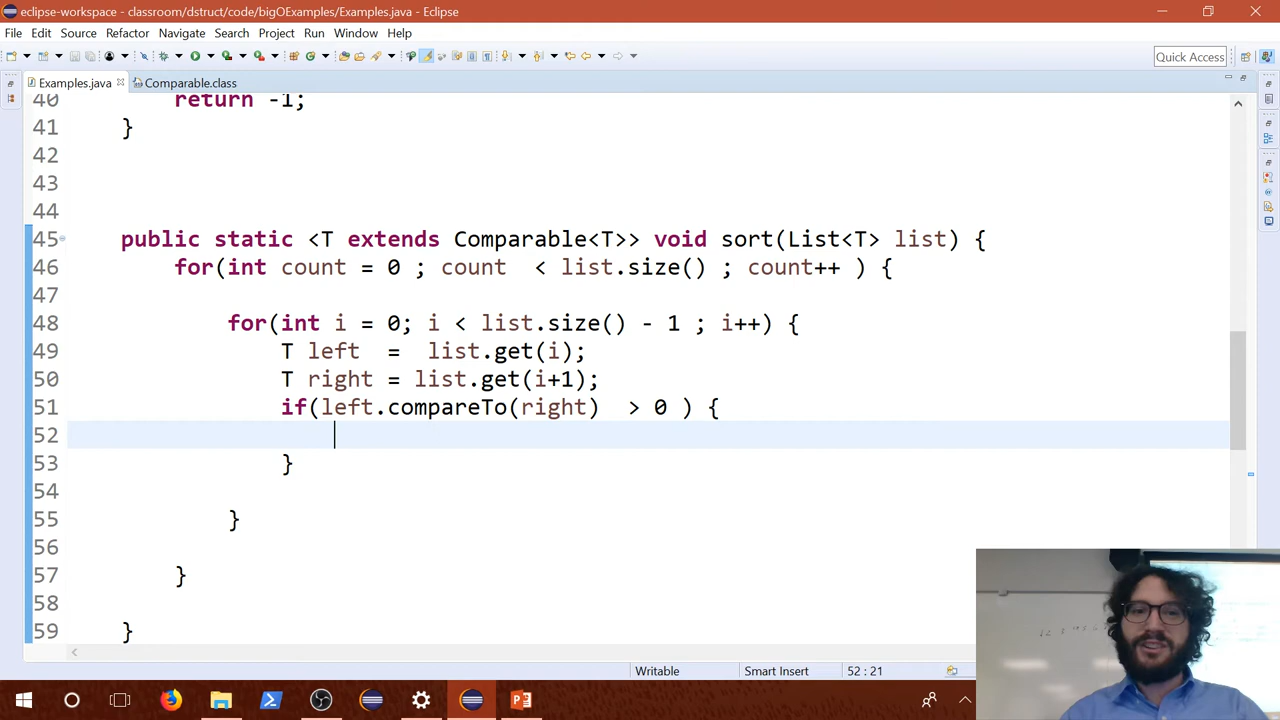 eclipse-workspace - classroom/dstruct/code/bigOExamples/Examples.java - Eclipse
File Edit Source Refactor Navigate Search Project Run Window Help
Quick Access
Examples.java Comparable.class
40 return -1;
41 }
42
43
44
45 public static <T extends Comparable<T>> void sort(List<T> list) {
46 for(int count = 0 ; count < list.size() ; count++ ) {
47
48 for(int i = 0; i < list.size() - 1 ; i++) {
49 T left = list.get(i);
50 T right = list.get(i+1);
51 if(left.compareTo(right) > 0 ) {
52
53 }
54
55 }
56
57 }
58
59 }
Writable Smart Insert 52 : 21